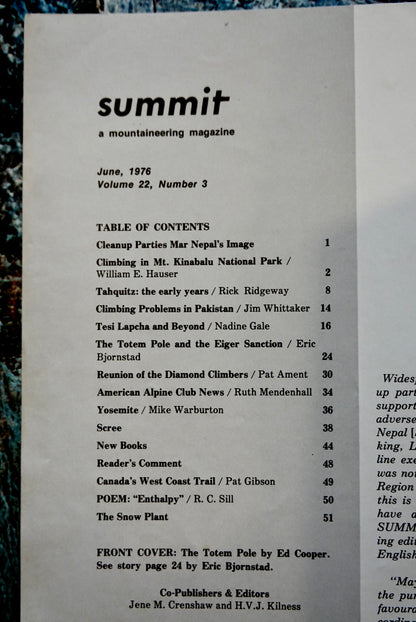 summit
a mountaineering magazine
June, 1976
Volume 22, Number 3
TABLE OF CONTENTS
Cleanup Parties Mar Nepal's Image 1
Climbing in Mt. Kinabalu National Park /
William E. Hauser 2
Tahquitz: the early years / Rick Ridgeway 8
Climbing Problems in Pakistan / Jim Whittaker 14
Tesi Lapcha and Beyond / Nadine Gale 16
The Totem Pole and the Eiger Sanction / Eric
Bjornstad 24
Reunion of the Diamond Climbers / Pat Ament 30
American Alpine Club News / Ruth Mendenhall 34
Yosemite / Mike Warburton 36
Scree 38
New Books 44
Reader's Comment 48
Canada's West Coast Trail / Pat Gibson 49
POEM: "Enthalpy" / R. C. Sill 50
The Snow Plant 51
FRONT COVER: The Totem Pole by Ed Cooper.
See story page 24 by Eric Bjornstad.
Co-Publishers & Editors
Jene M. Crenshaw and H.V.J. Kilness
Wides
up part
support
adverse
Nepal
king, L
line exe
was no
Region
this is
have a
SUMM
ing edi
English
"May
the pur
favoura